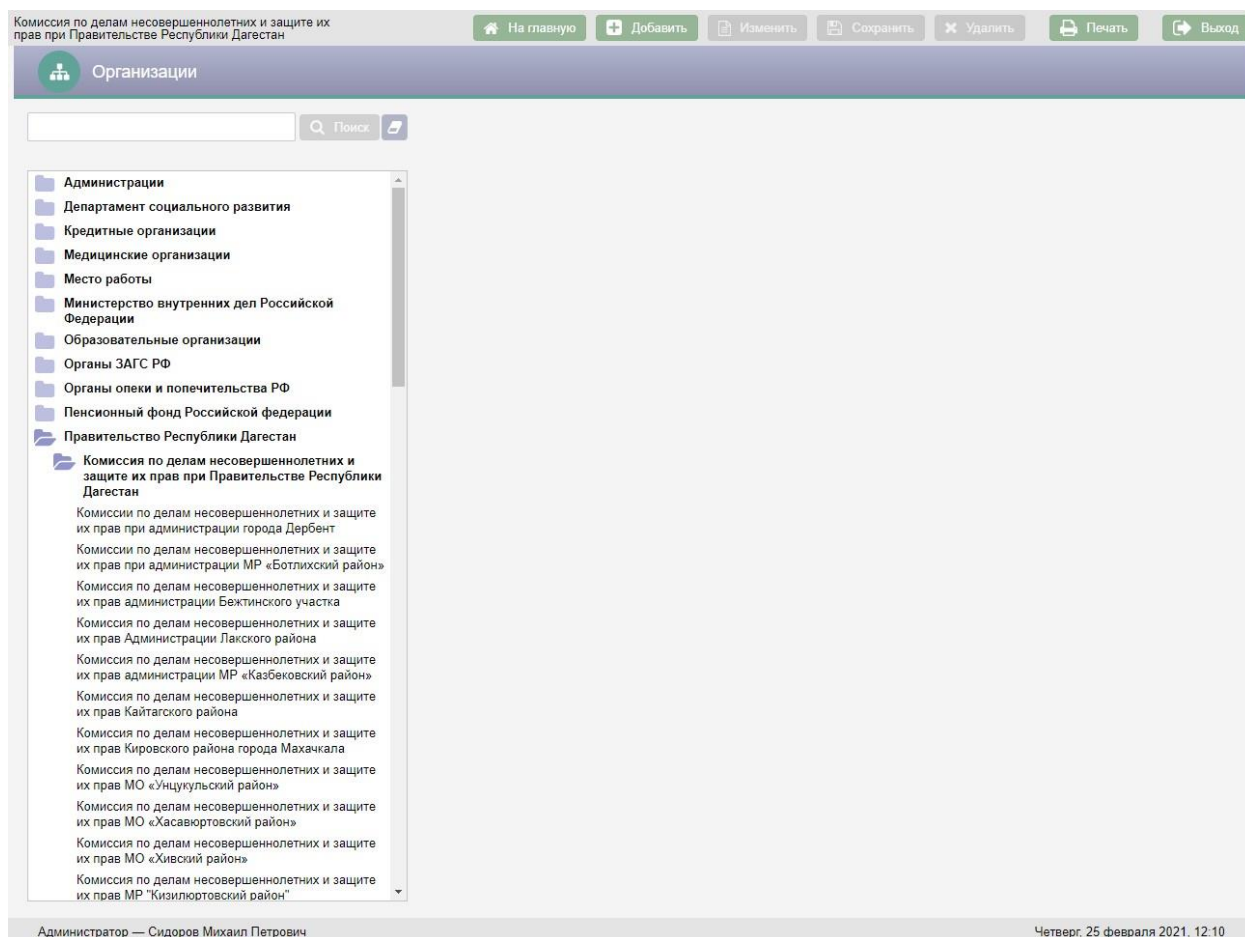 Комиссия по делам несовершеннолетних и защите их
прав при Правительстве Республики Дагестан
На главную
Добавить
Изменить
Сохранить
Удалить
Печать
Выход
Организации
Поиск
Администрации
Департамент социального развития
Кредитные организации
Медицинские организации
Место работы
Министерство внутренних дел Российской
Федерации
Образовательные организации
Органы ЗАГС РФ
Органы опеки и попечительства РФ
Пенсионный фонд Российской федерации
Правительство Республики Дагестан
Комиссия по делам несовершеннолетних и
защите их прав при Правительстве Республики
Дагестан
Комиссии по делам несовершеннолетних и защите
их прав при администрации города Дербент
Комиссии по делам несовершеннолетних и защите
их прав при администрации МР «Ботлихский район»
Комиссия по делам несовершеннолетних и защите
их прав администрации Бежтинского участка
Комиссия по делам несовершеннолетних и защите
их прав Администрации Лакского района
Комиссия по делам несовершеннолетних и защите
их прав администрации МР «Казбековский район»
Комиссия по делам несовершеннолетних и защите
их прав Кайтагского района
Комиссия по делам несовершеннолетних и защите
их прав Кировского района города Махачкала
Комиссия по делам несовершеннолетних и защите
их прав МО «Унцукульский район»
Комиссия по делам несовершеннолетних и защите
их прав МО «Хасавюртовский район»
Комиссия по делам несовершеннолетних и защите
их прав МО «Хивский район»
Комиссия по делам несовершеннолетних и защите
их прав МР "Кизилюртовский район"
Администратор — Сидоров Михаил Петрович
Четверг, 25 февраля 2021, 12:10